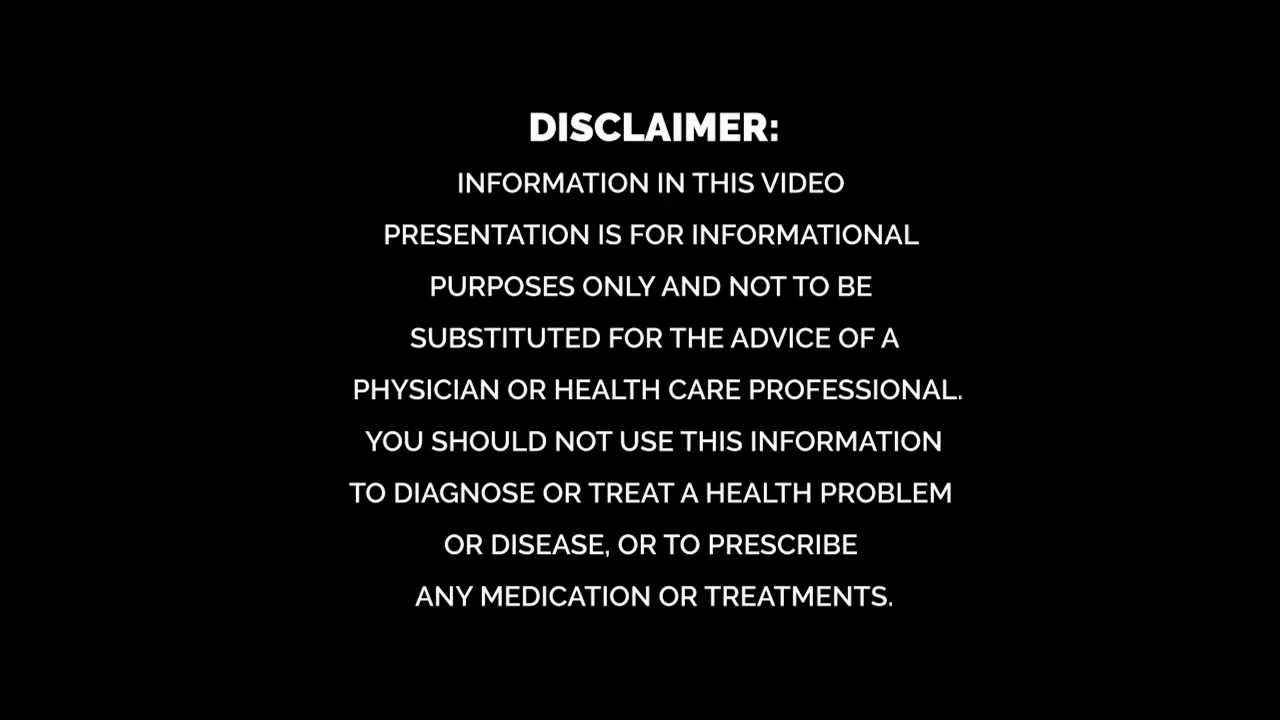 DISCLAIMER:
INFORMATION IN THIS VIDEO
PRESENTATION IS FOR INFORMATIONAL
PURPOSES ONLY AND NOT TO BE
SUBSTITUTED FOR THE ADVICE OF A
PHYSICIAN OR HEALTH CARE PROFESSIONAL.
YOU SHOULD NOT USE THIS INFORMATION
TO DIAGNOSE OR TREAT A HEALTH PROBLEM
OR DISEASE, OR TO PRESCRIBE
ANY MEDICATION OR TREATMENTS.